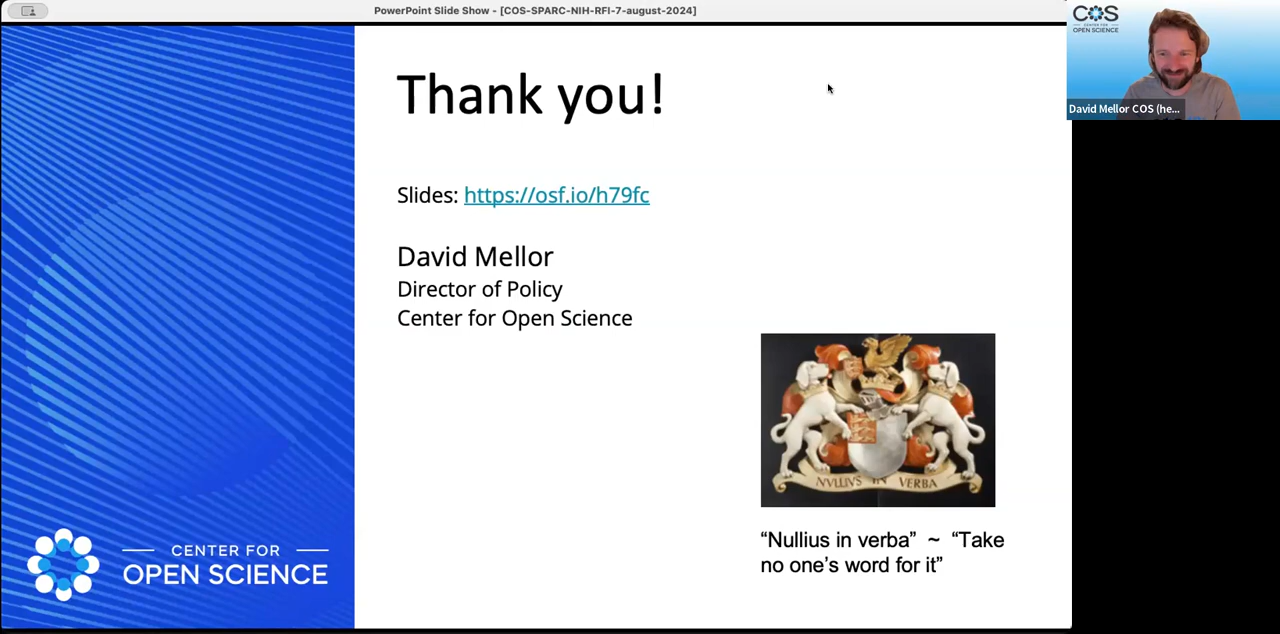 PowerPoint Slide Show - [COS-SPARC-NIH-RFI-7-august-2024]
COS
CENTER FOR
OPEN SCIENCE
David Mellor COS (he...
Thank you!
Slides: https://osf.io/h79fc
David Mellor
Director of Policy
Center for Open Science
NVLLIVS IN VERBA
“Nullius in verba” ~ “Take
no one’s word for it”
CENTER FOR
OPEN SCIENCE